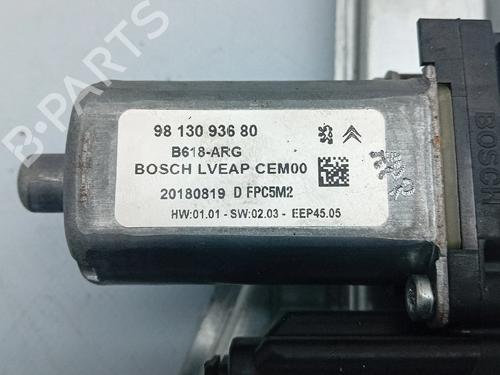 98 130 936 80
B618-ARG
BOSCH LVEAP CEM00
20180819 D FPC5M2
HW:01.01 - SW:02.03 - EEP45.05
BOSCH
B-PARTS